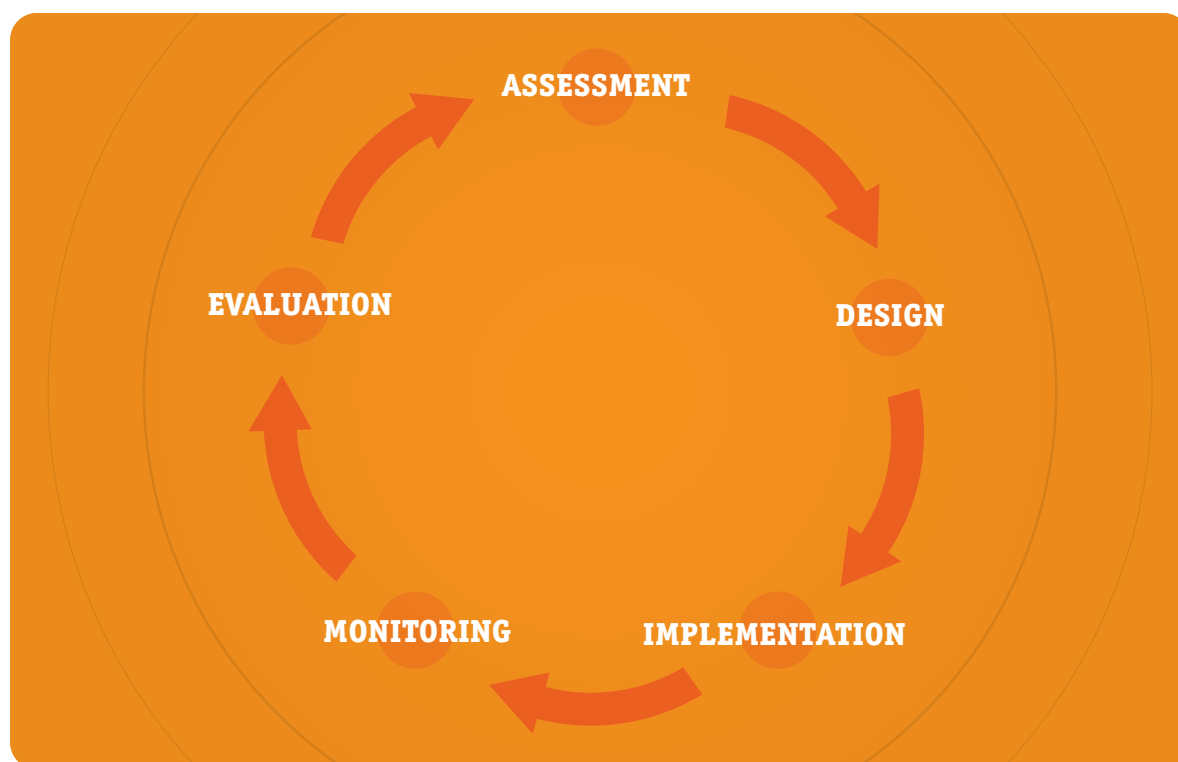 ASSESSMENT
DESIGN
IMPLEMENTATION
MONITORING
EVALUATION